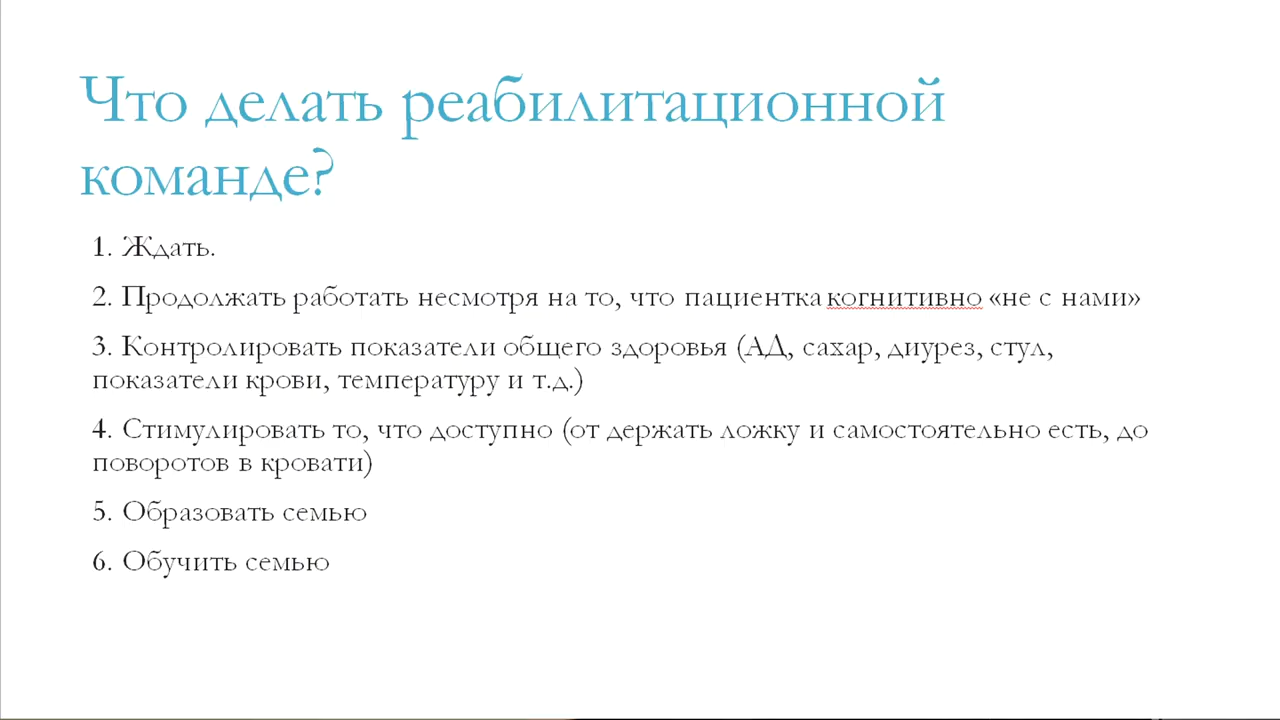 Что делать реабилитационной
команде?
1. Ждать.
2. Продолжать работать несмотря на то, что пациентка когнитивно «не с нами»
3. Контролировать показатели общего здоровья (АД, сахар, диурез, стул,
показатели крови, температуру и т.д.)
4. Стимулировать то, что доступно (от держать ложку и самостоятельно есть, до
поворотов в кровати)
5. Образовать семью
6. Обучить семью